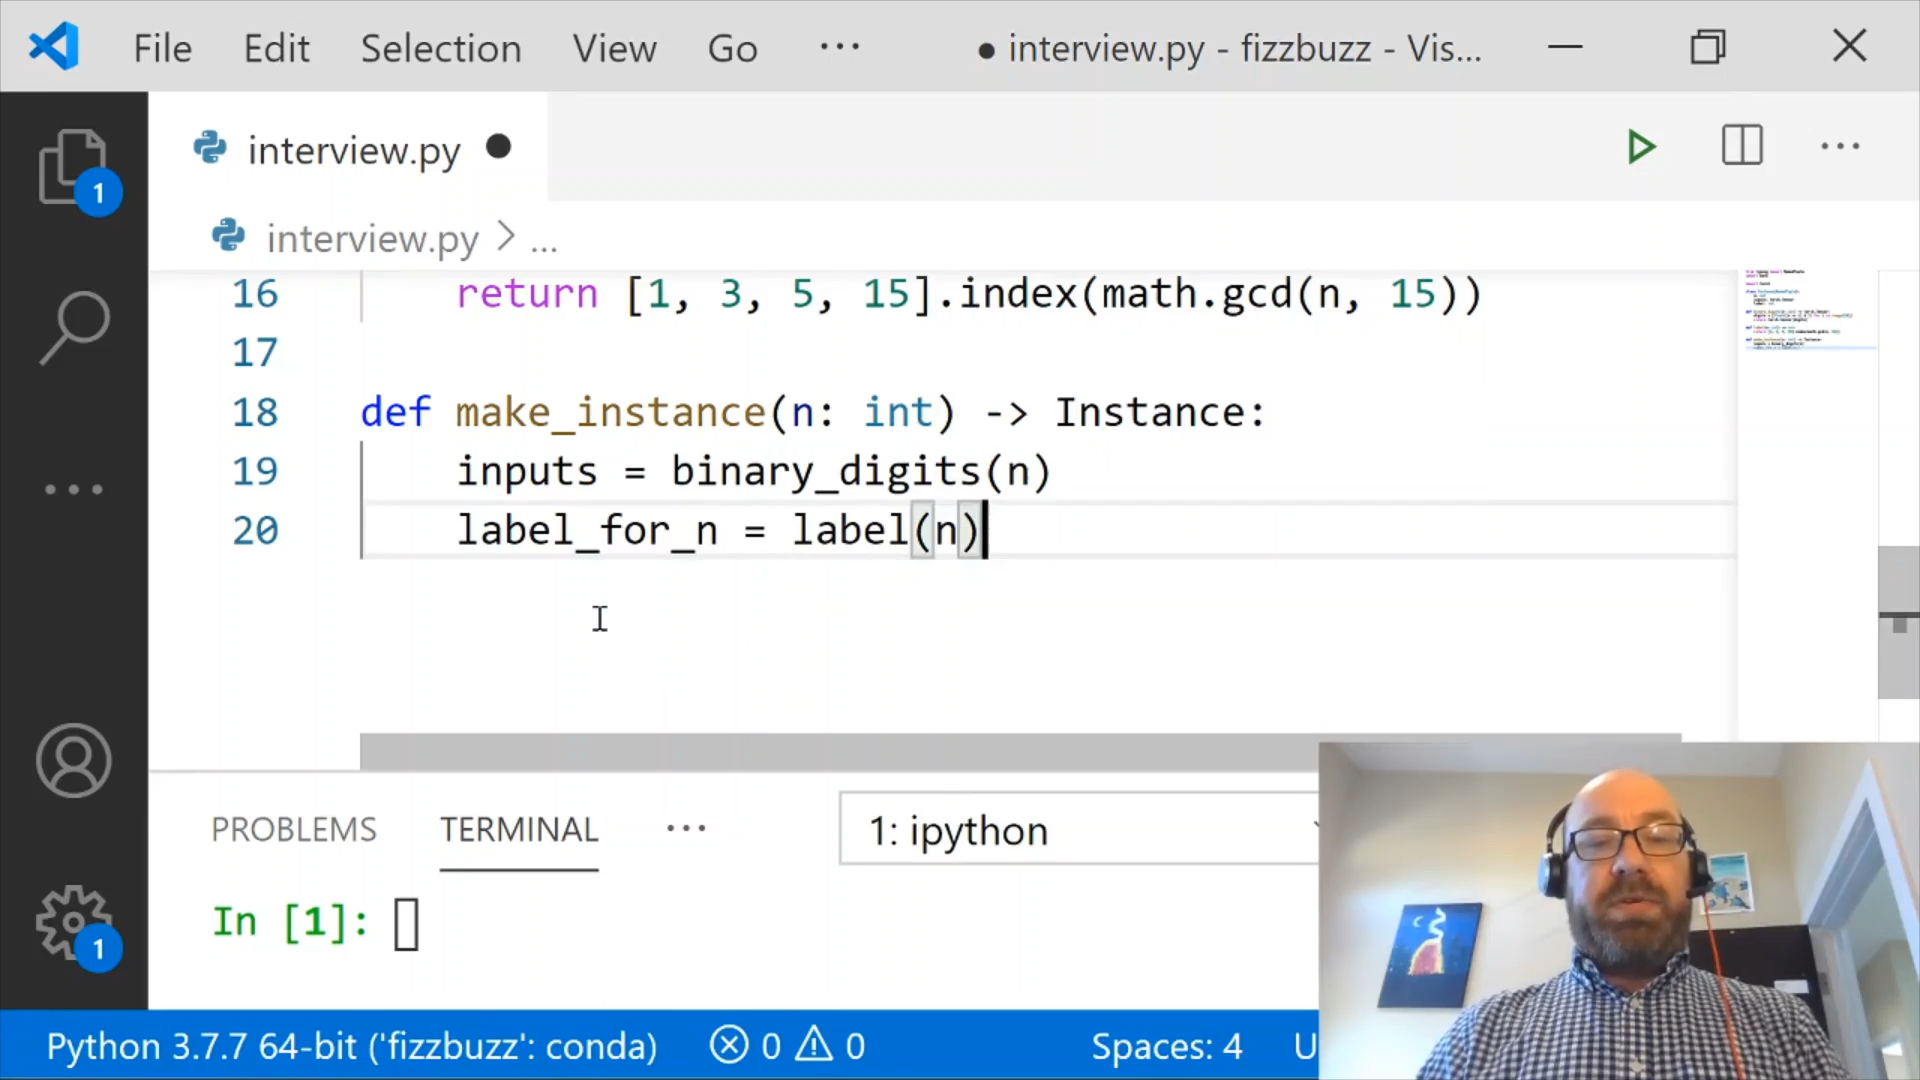 File Edit Selection View Go ··· ● interview.py - fizzbuzz - Vis...
1
interview.py ●
interview.py > ...
16 return [1, 3, 5, 15].index(math.gcd(n, 15))
17
18 def make_instance(n: int) -> Instance:
19 inputs = binary_digits(n)
20 label_for_n = label(n)
PROBLEMS TERMINAL ··· 1: ipython
In [1]:
1
Python 3.7.7 64-bit ('fizzbuzz': conda) 0 0 Spaces: 4 U